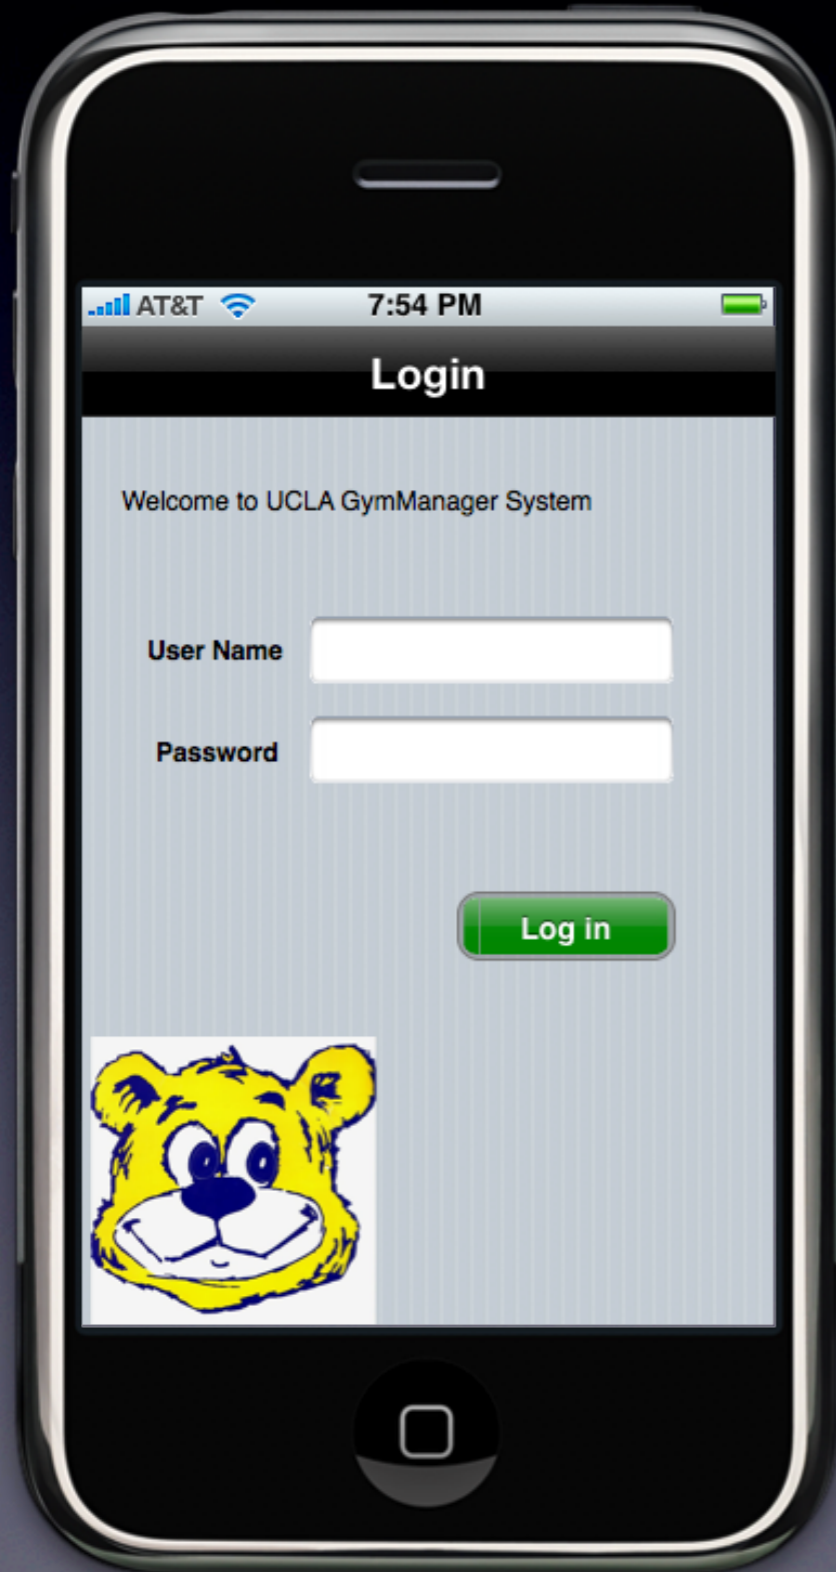 AT&T 7:54 PM
Login
Welcome to UCLA GymManager System
User Name
Password
Log in